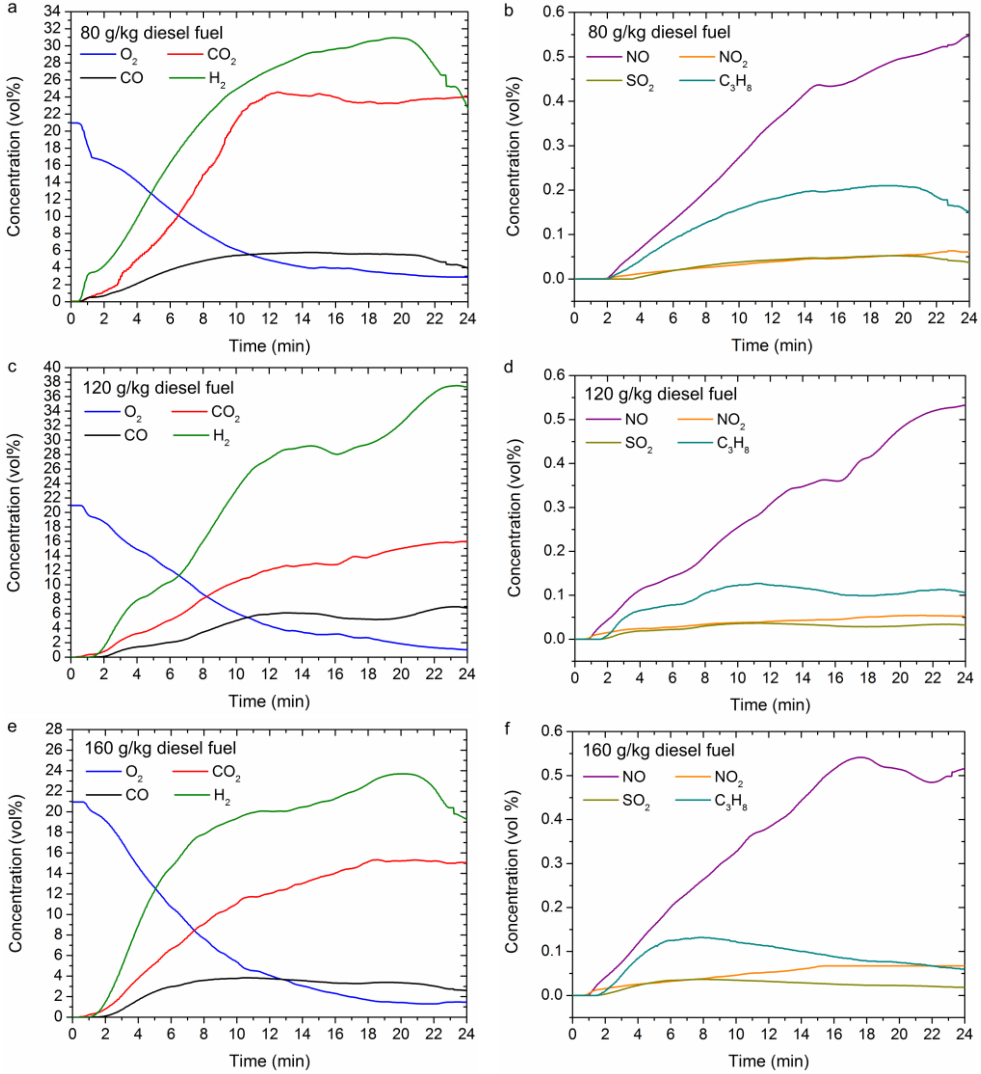 a
80 g/kg diesel fuel
O₂ CO₂
CO H₂
34
32
30
28
26
24
22
20
18
16
14
12
10
8
6
4
2
0
Concentration (vol%)
0 2 4 6 8 10 12 14 16 18 20 22 24
Time (min)
b
80 g/kg diesel fuel
NO NO₂
SO₂ C₃H₈
0.6
0.5
0.4
0.3
0.2
0.1
0.0
Concentration (vol%)
0 2 4 6 8 10 12 14 16 18 20 22 24
Time (min)
c
120 g/kg diesel fuel
O₂ CO₂
CO H₂
40
38
36
34
32
30
28
26
24
22
20
18
16
14
12
10
8
6
4
2
0
Concentration (vol%)
0 2 4 6 8 10 12 14 16 18 20 22 24
Time (min)
d
120 g/kg diesel fuel
NO NO₂
SO₂ C₃H₈
0.6
0.5
0.4
0.3
0.2
0.1
0.0
Concentration (vol%)
0 2 4 6 8 10 12 14 16 18 20 22 24
Time (min)
e
160 g/kg diesel fuel
O₂ CO₂
CO H₂
28
26
24
22
20
18
16
14
12
10
8
6
4
2
0
Concentration (vol%)
0 2 4 6 8 10 12 14 16 18 20 22 24
Time (min)
f
160 g/kg diesel fuel
NO NO₂
SO₂ C₃H₈
0.6
0.5
0.4
0.3
0.2
0.1
0.0
Concentration (vol %)
0 2 4 6 8 10 12 14 16 18 20 22 24
Time (min)